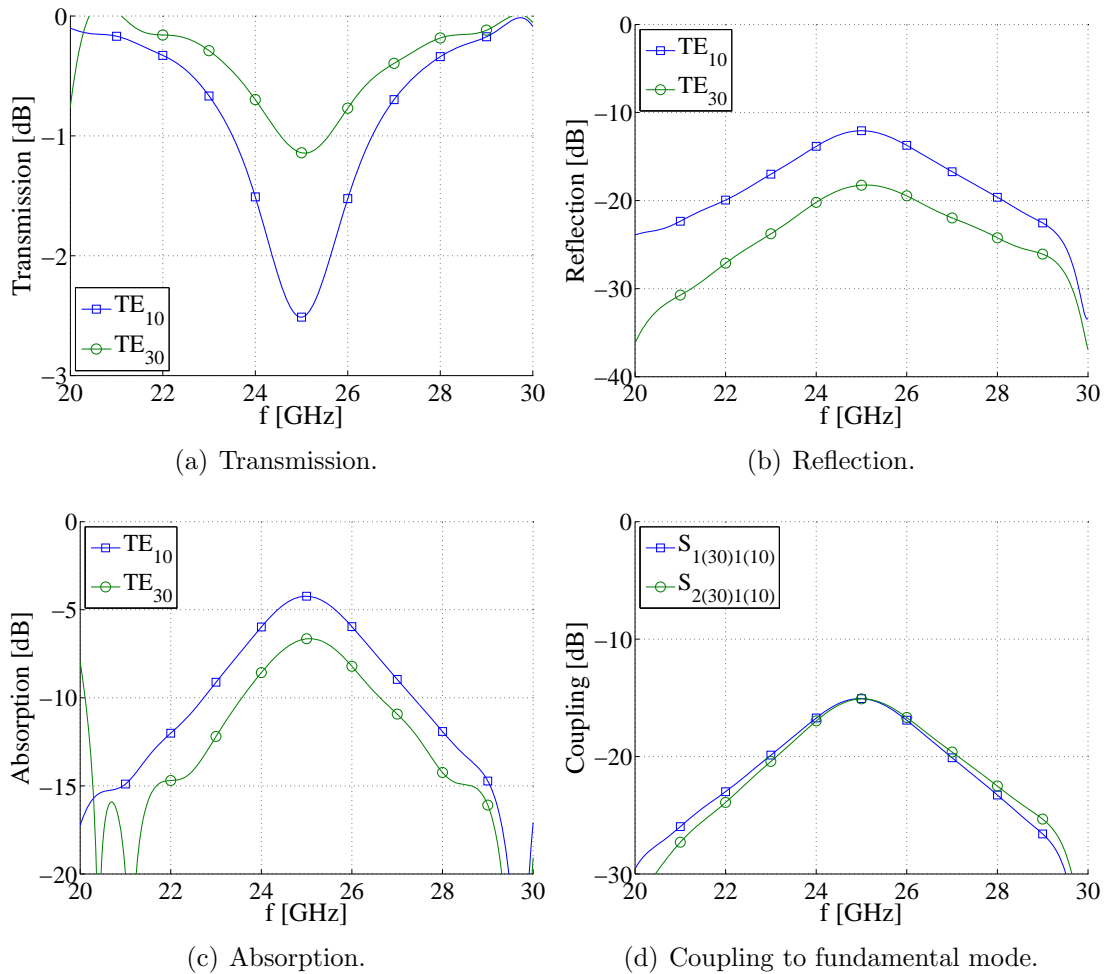 0
−1
−2
−3
20 22 24 26 28 30
f [GHz]
Transmission [dB]
TE10
TE30
(a) Transmission.
0
−10
−20
−30
−40
20 22 24 26 28 30
f [GHz]
Reflection [dB]
TE10
TE30
(b) Reflection.
0
−5
−10
−15
−20
20 22 24 26 28 30
f [GHz]
Absorption [dB]
TE10
TE30
(c) Absorption.
0
−10
−20
−30
20 22 24 26 28 30
f [GHz]
Coupling [dB]
S1(30)1(10)
S2(30)1(10)
(d) Coupling to fundamental mode.